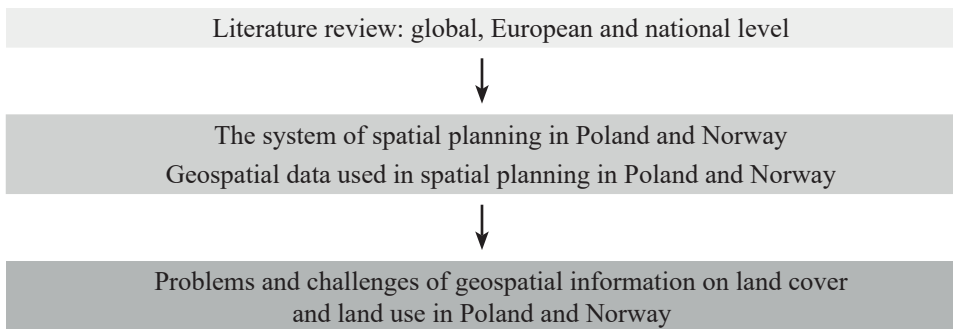 Literature review: global, European and national level
The system of spatial planning in Poland and Norway
Geospatial data used in spatial planning in Poland and Norway
Problems and challenges of geospatial information on land cover
and land use in Poland and Norway